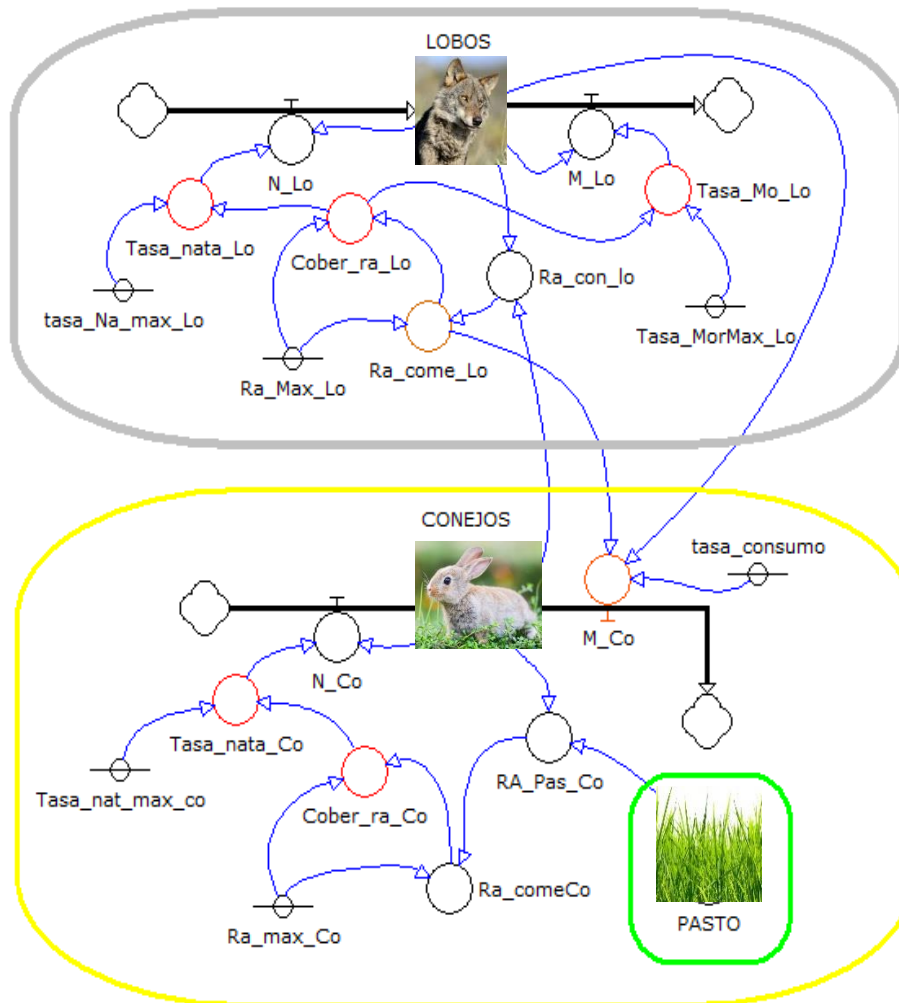 LOBOS
N_Lo
M_Lo
Tasa_Mo_Lo
Tasa_nata_Lo
Cober_ra_Lo
Ra_con_lo
tasa_Na_max_Lo
Tasa_MorMax_Lo
Ra_Max_Lo
Ra_come_Lo
CONEJOS
tasa_consumo
M_Co
N_Co
Tasa_nata_Co
RA_Pas_Co
Tasa_nat_max_co
Cober_ra_Co
Ra_comeCo
Ra_max_Co
PASTO